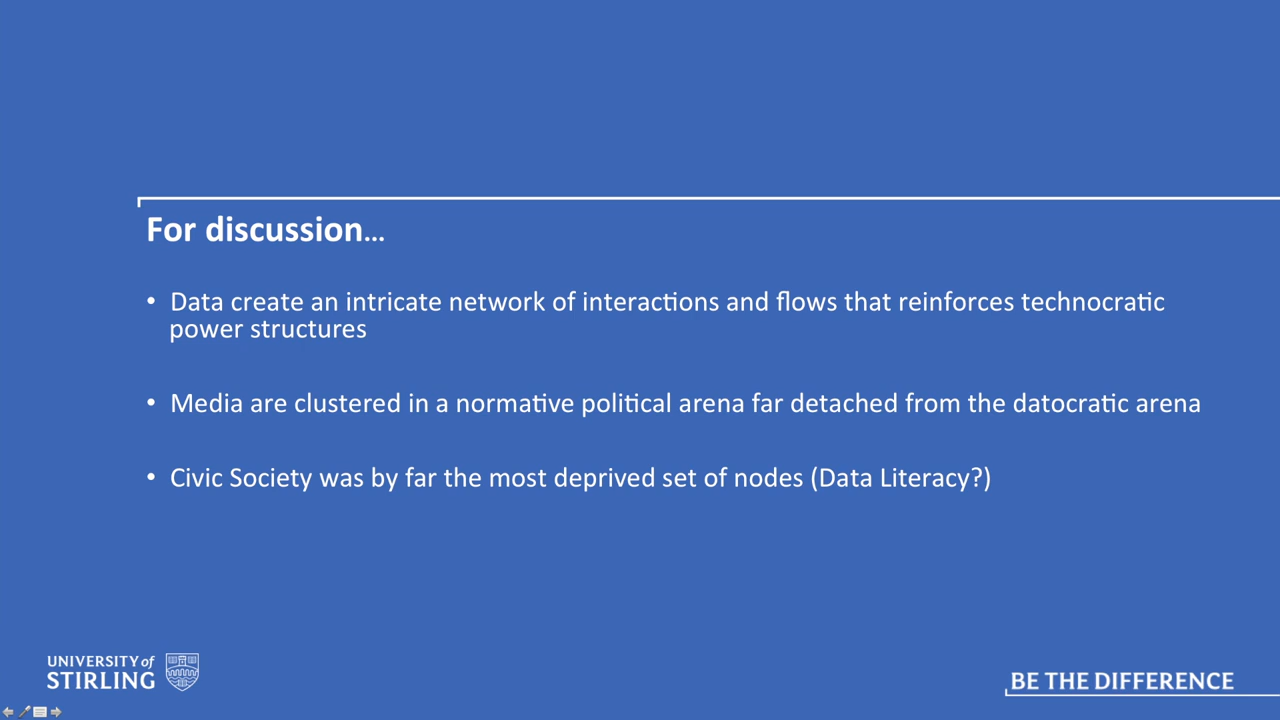 For discussion...
• Data create an intricate network of interactions and flows that reinforces technocratic
power structures
• Media are clustered in a normative political arena far detached from the datocratic arena
• Civic Society was by far the most deprived set of nodes (Data Literacy?)
UNIVERSITY of
STIRLING
BE THE DIFFERENCE